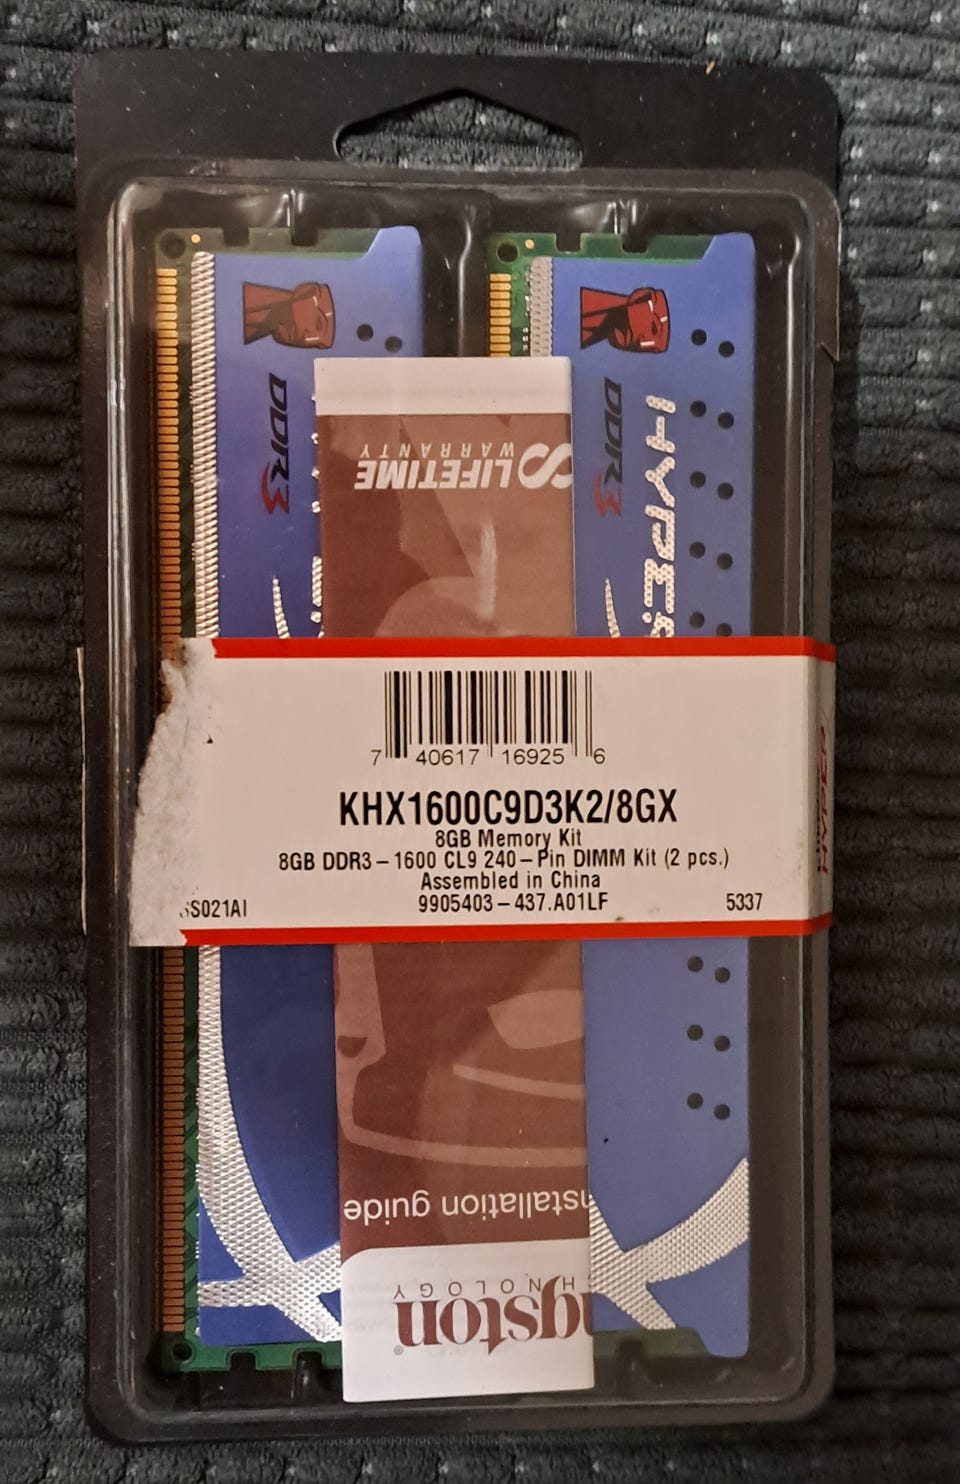 DDR3
DDR3
HYPER
LIFETIME
WARRANTY
7 40617 16925 6
KHX1600C9D3K2/8GX
8GB Memory Kit
8GB DDR3-1600 CL9 240-Pin DIMM Kit (2 pcs.)
Assembled in China
S021AI 9905403-437.A01LF 5337
nstallation guide
HNOLOGY
ngston®